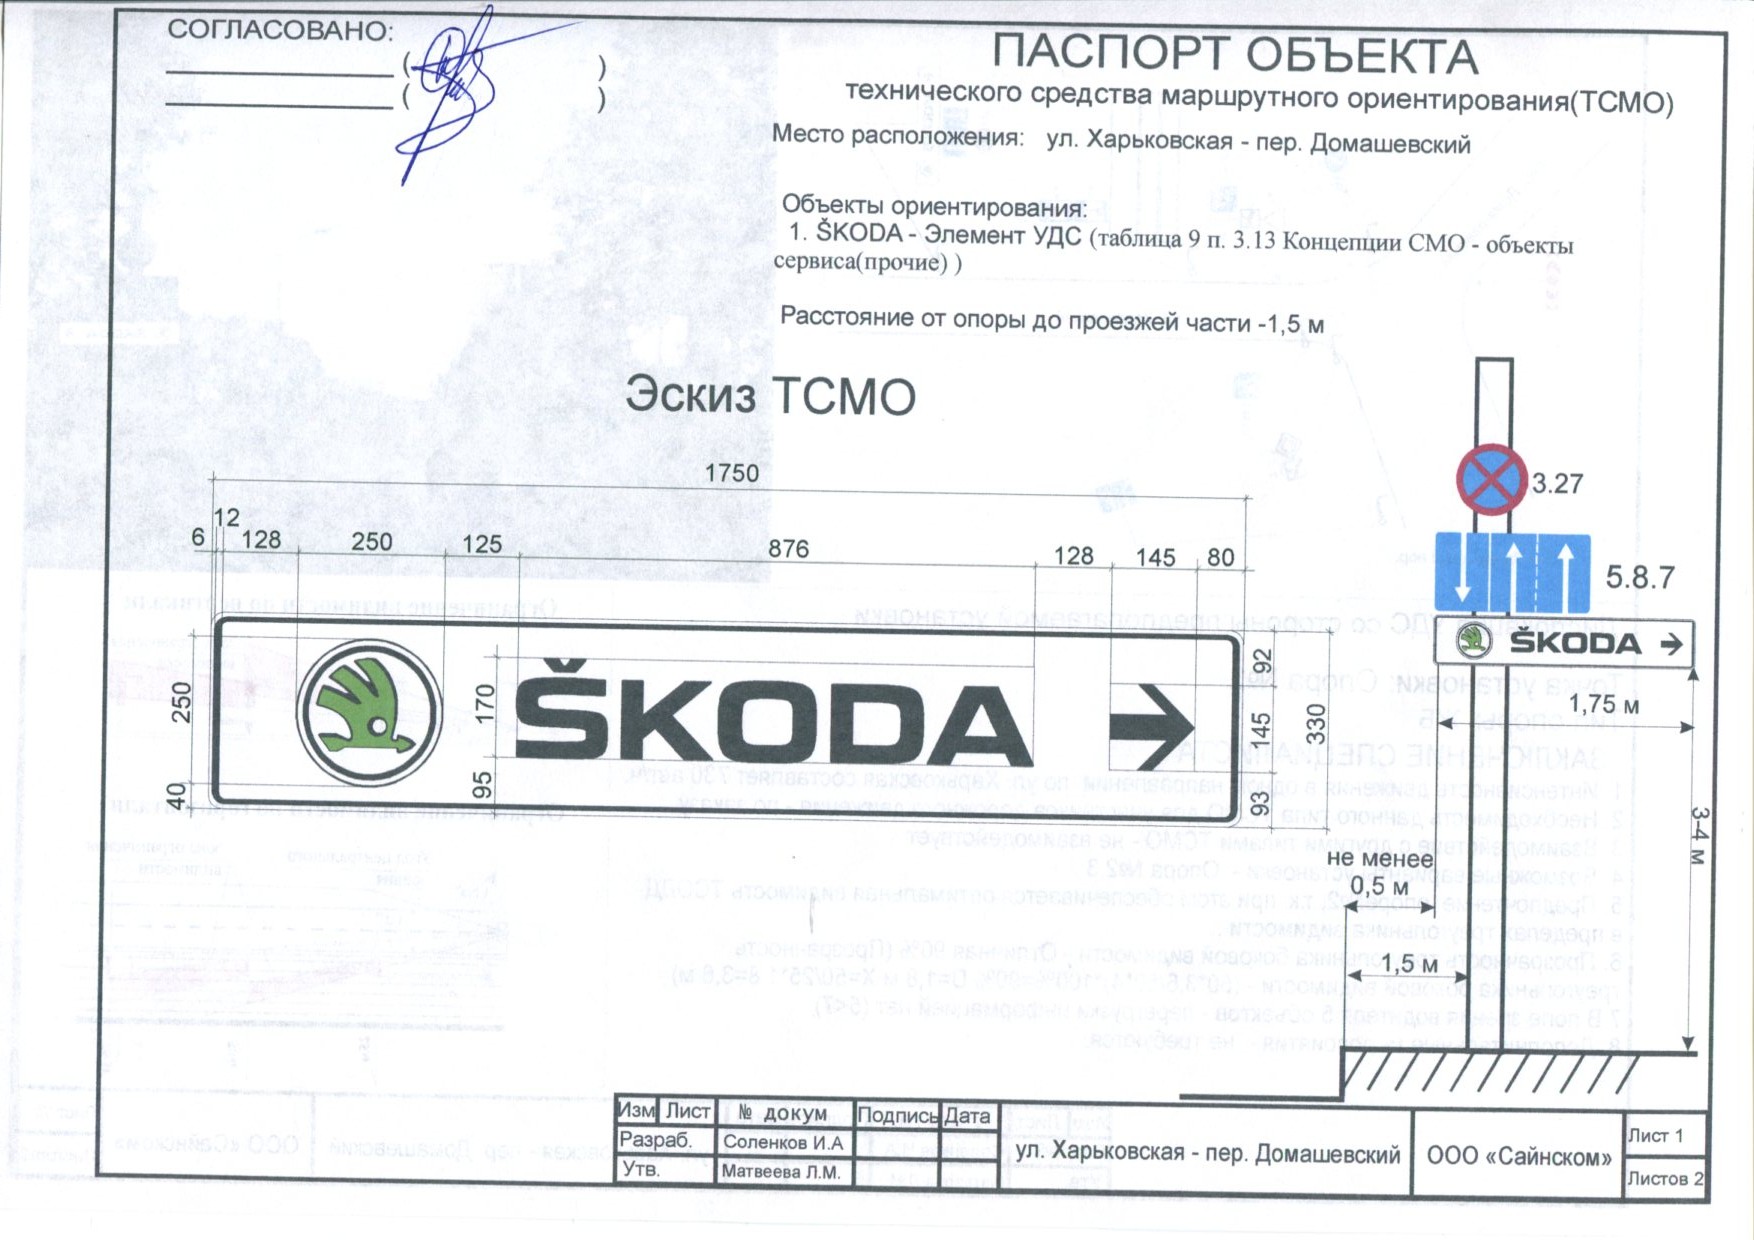 СОГЛАСОВАНО:
( )
( )
ПАСПОРТ ОБЪЕКТА
технического средства маршрутного ориентирования(ТСМО)
Место расположения: ул. Харьковская - пер. Домашевский
Объекты ориентирования:
1. ŠKODA - Элемент УДС (таблица 9 п. 3.13 Концепции СМО - объекты
сервиса(прочие) )
Расстояние от опоры до проезжей части -1,5 м
Эскиз ТСМО
1750
12
6 128 250 125 876 128 145 80
250
40
170
95
ŠKODA
92
145
93
330
3.27
5.8.7
ŠKODA
1,75 м
3-4 м
не менее
0,5 м
1,5 м
Изм Лист № докум Подпись Дата
Разраб. Соленков И.А
Утв. Матвеева Л.М.
ул. Харьковская - пер. Домашевский
ООО «Сайнском»
Лист 1
Листов 2